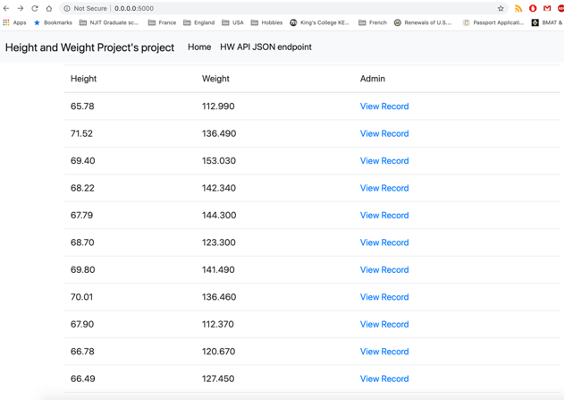 Not Secure | 0.0.0.0:5000
Apps Bookmarks NJIT Graduate sc... France England USA Hobbies King's College KE... French Renewals of U.S.... Passport Applicati... BMAT &
Height and Weight Project's project Home HW API JSON endpoint
Height Weight Admin
65.78 112.990 View Record
71.52 136.490 View Record
69.40 153.030 View Record
68.22 142.340 View Record
67.79 144.300 View Record
68.70 123.300 View Record
69.80 141.490 View Record
70.01 136.460 View Record
67.90 112.370 View Record
66.78 120.670 View Record
66.49 127.450 View Record